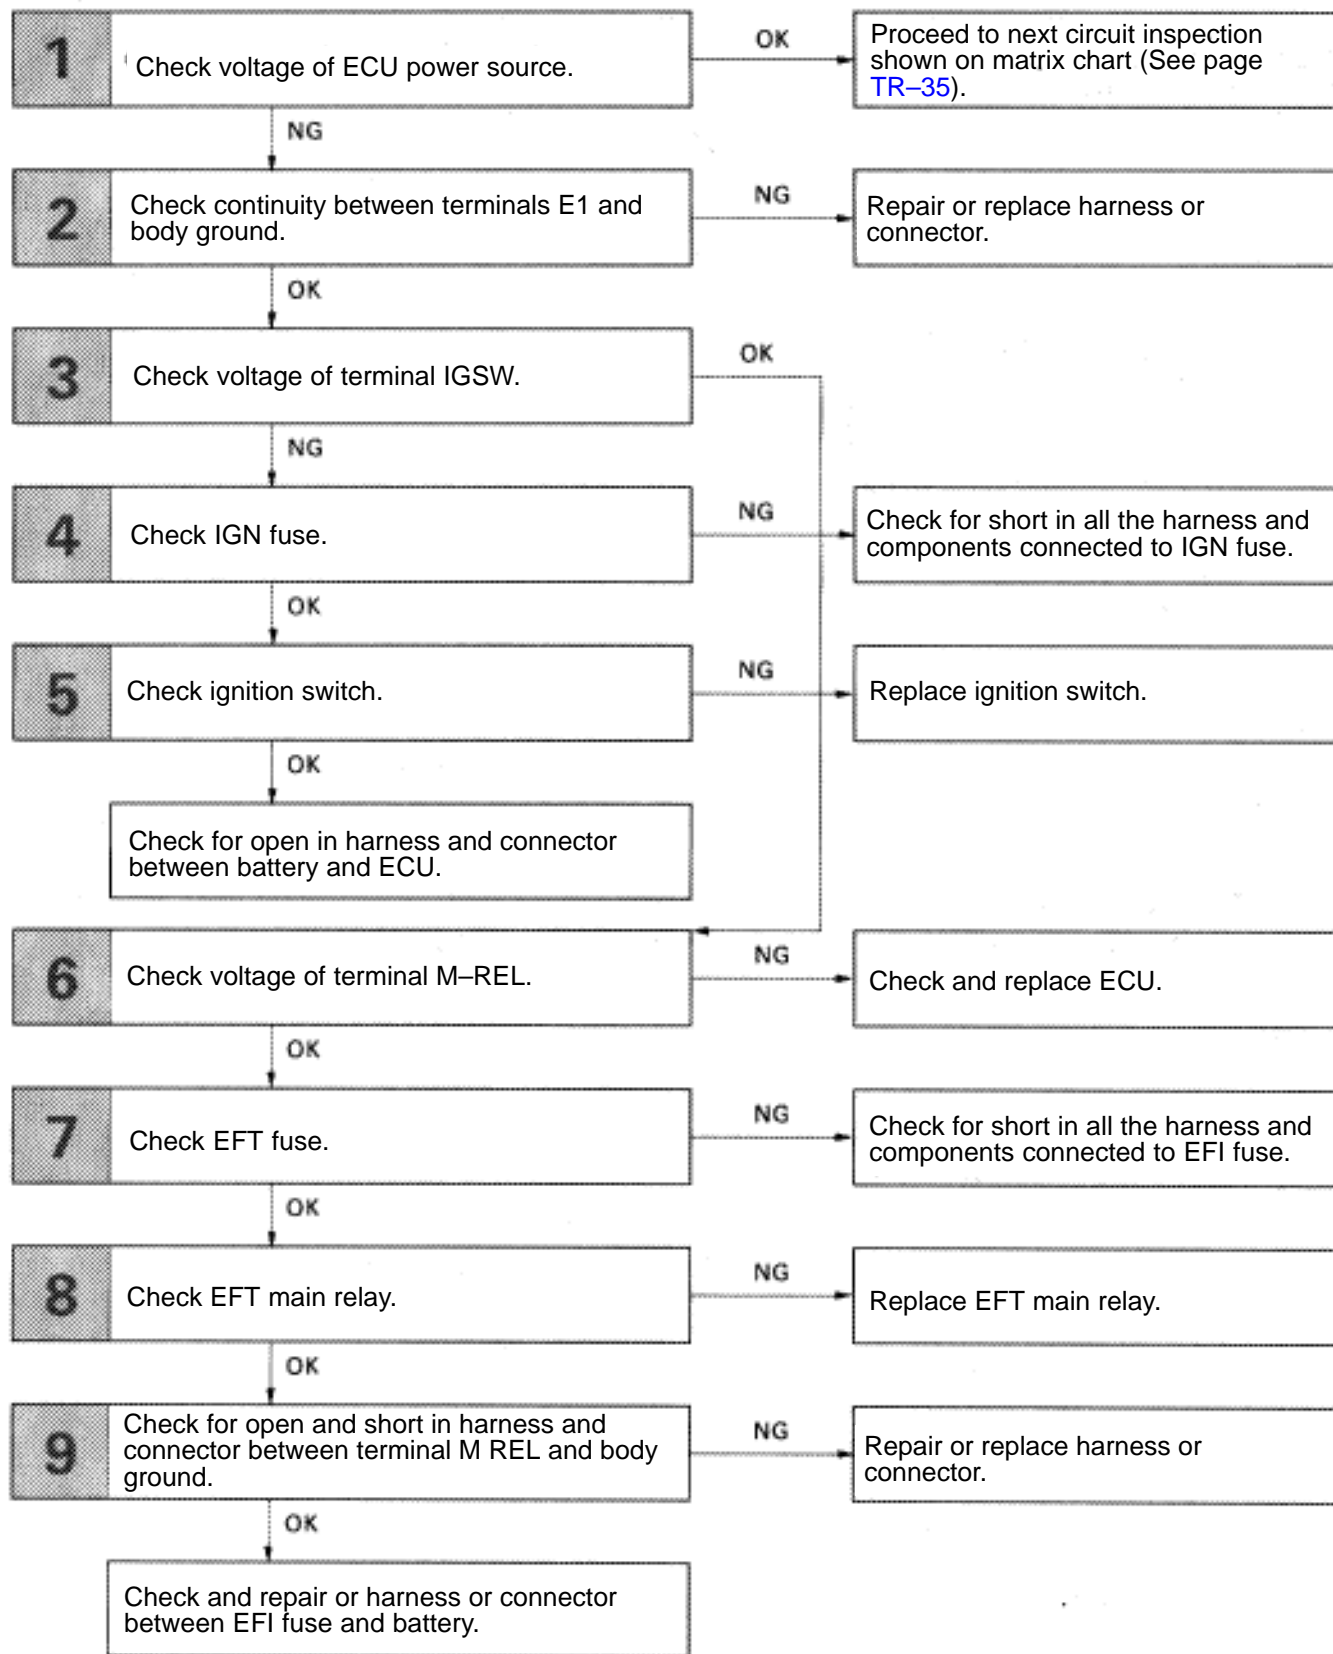 1
Check voltage of ECU power source.
OK
Proceed to next circuit inspection
shown on matrix chart (See page
TR–35).
NG
2
Check continuity between terminals E1 and
body ground.
NG
Repair or replace harness or
connector.
OK
3
Check voltage of terminal IGSW.
OK
NG
4
Check IGN fuse.
NG
Check for short in all the harness and
components connected to IGN fuse.
OK
5
Check ignition switch.
NG
Replace ignition switch.
OK
Check for open in harness and connector
between battery and ECU.
6
Check voltage of terminal M–REL.
NG
Check and replace ECU.
OK
7
Check EFT fuse.
NG
Check for short in all the harness and
components connected to EFI fuse.
OK
8
Check EFT main relay.
NG
Replace EFT main relay.
OK
9
Check for open and short in harness and
connector between terminal M REL and body
ground.
NG
Repair or replace harness or
connector.
OK
Check and repair or harness or connector
between EFI fuse and battery.